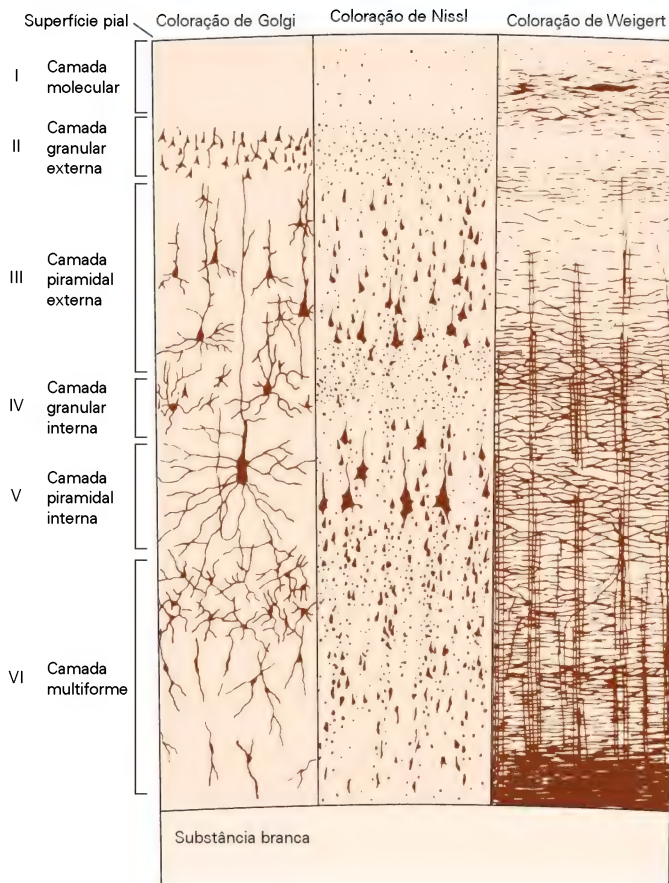 Superfície pial
Coloração de Golgi
Coloração de Nissl
Coloração de Weigert
I
Camada
molecular
II
Camada
granular
externa
III
Camada
piramidal
externa
IV
Camada
granular
interna
V
Camada
piramidal
interna
VI
Camada
multiforme
Substância branca